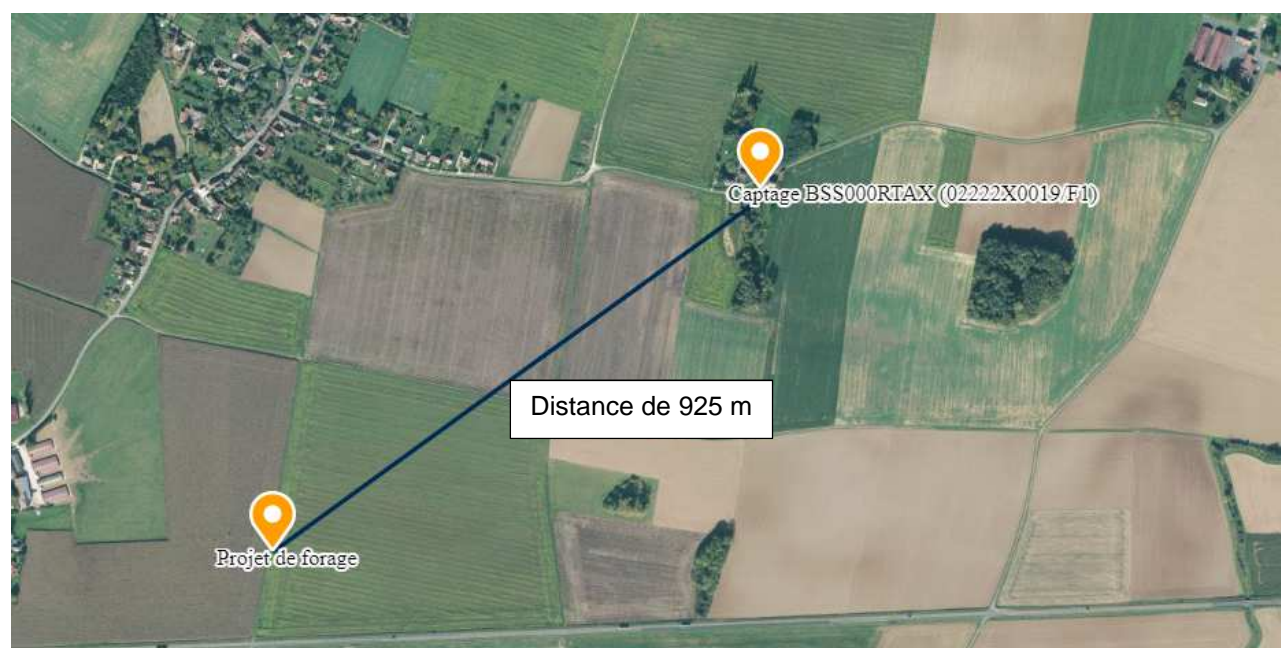 Captage BSS000RTAX (02222X0019/F1)
Distance de 925 m
Projet de forage